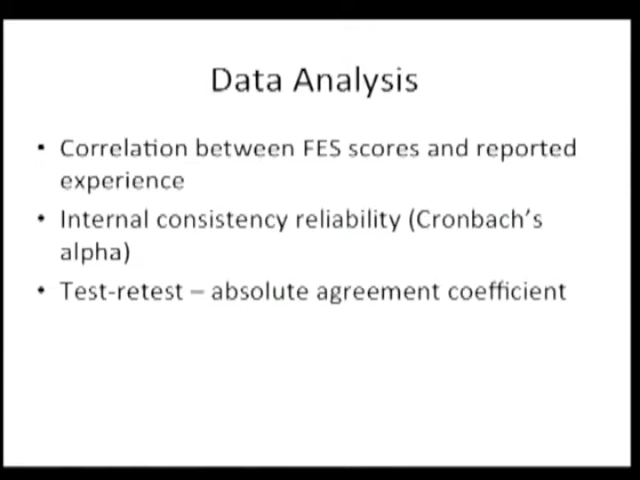 Data Analysis
• Correlation between FES scores and reported
experience
• Internal consistency reliability (Cronbach's
alpha)
• Test-retest – absolute agreement coefficient